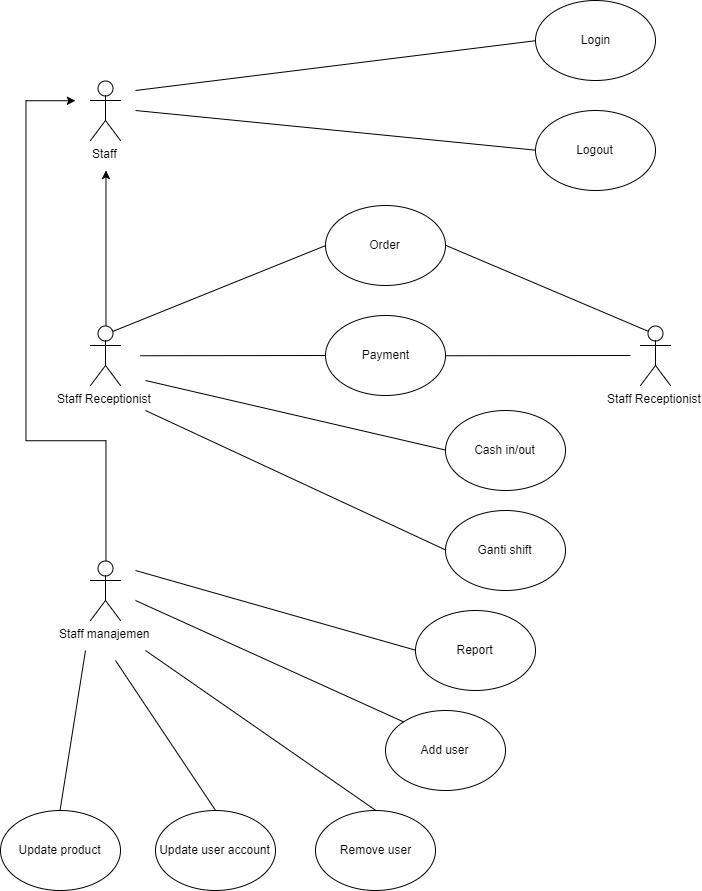 Login
Staff
Logout
Order
Payment
Staff Receptionist
Staff Receptionist
Cash in/out
Ganti shift
Staff manajemen
Report
Add user
Update product
Update user account
Remove user